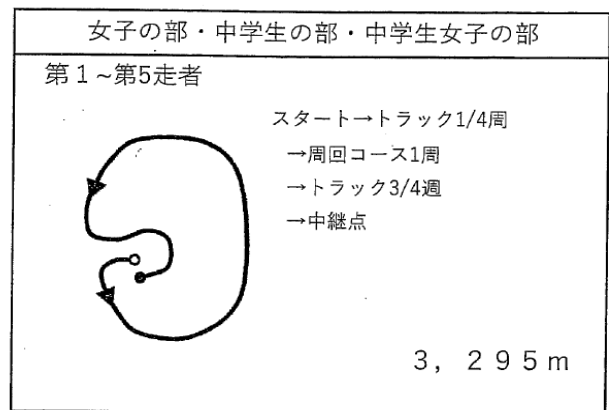 女子の部・中学生の部・中学生女子の部
第１~第5走者
スタート→トラック1/4周
→周回コース1周
→トラック3/4週
→中継点
３，２９５ｍ